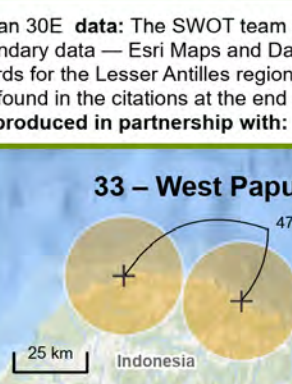 an 30E data: The SWOT team
ndary data — Esri Maps and Da
rds for the Lesser Antilles region
found in the citations at the end
produced in partnership with:
33 – West Papu
47
25 km
Indonesia